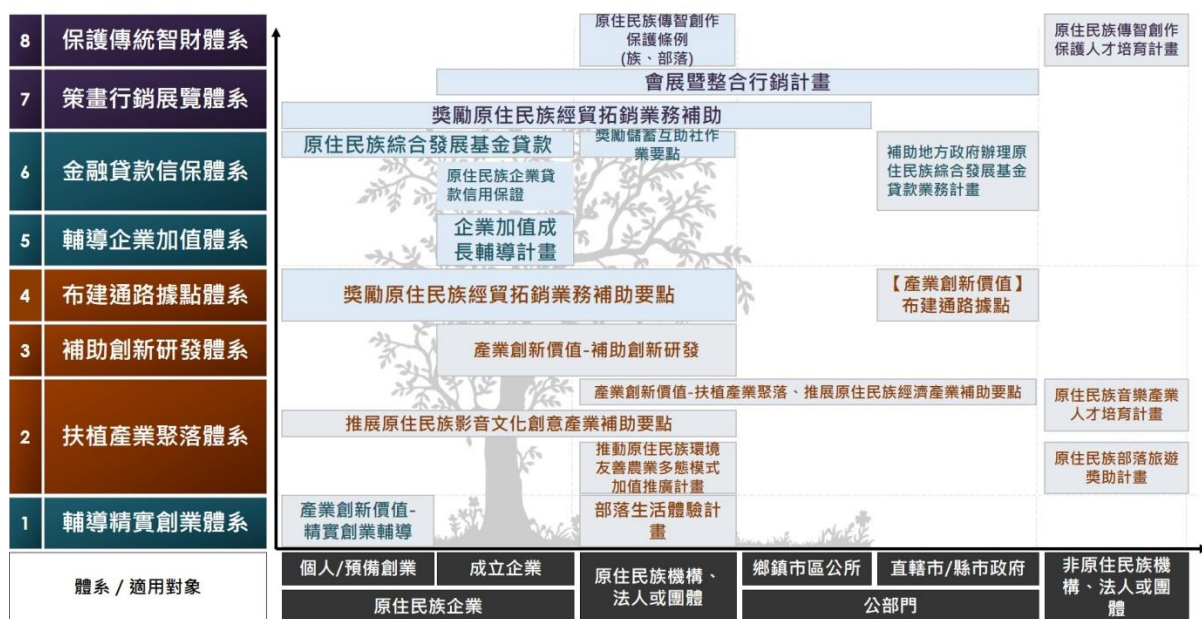 8
保護傳統智財體系
原住民族傳智創作
保護條例
(族、部落)
原住民族傳智創作
保護人才培育計畫
7
策畫行銷展覽體系
會展暨整合行銷計畫
獎勵原住民族經貿拓銷業務補助
6
金融貸款信保體系
原住民族綜合發展基金貸款
獎勵儲蓄互助社作
業要點
補助地方政府辦理原
住民族綜合發展基金
貸款業務計畫
原住民族企業貸
款信用保證
5
輔導企業加值體系
企業加值成
長輔導計畫
4
布建通路據點體系
獎勵原住民族經貿拓銷業務補助要點
【產業創新價值】
布建通路據點
3
補助創新研發體系
產業創新價值-補助創新研發
2
扶植產業聚落體系
產業創新價值-扶植產業聚落、推展原住民族經濟產業補助要點
原住民族音樂產業
人才培育計畫
推展原住民族影音文化創意產業補助要點
推動原住民族環境
友善農業多態模式
加值推廣計畫
原住民族部落旅遊
獎助計畫
1
輔導精實創業體系
產業創新價值-
精實創業輔導
部落生活體驗計
畫
體系 / 適用對象
個人/預備創業
成立企業
原住民族企業
原住民族機構、
法人或團體
鄉鎮市區公所
直轄市/縣市政府
公部門
非原住民族機
構、法人或團
體